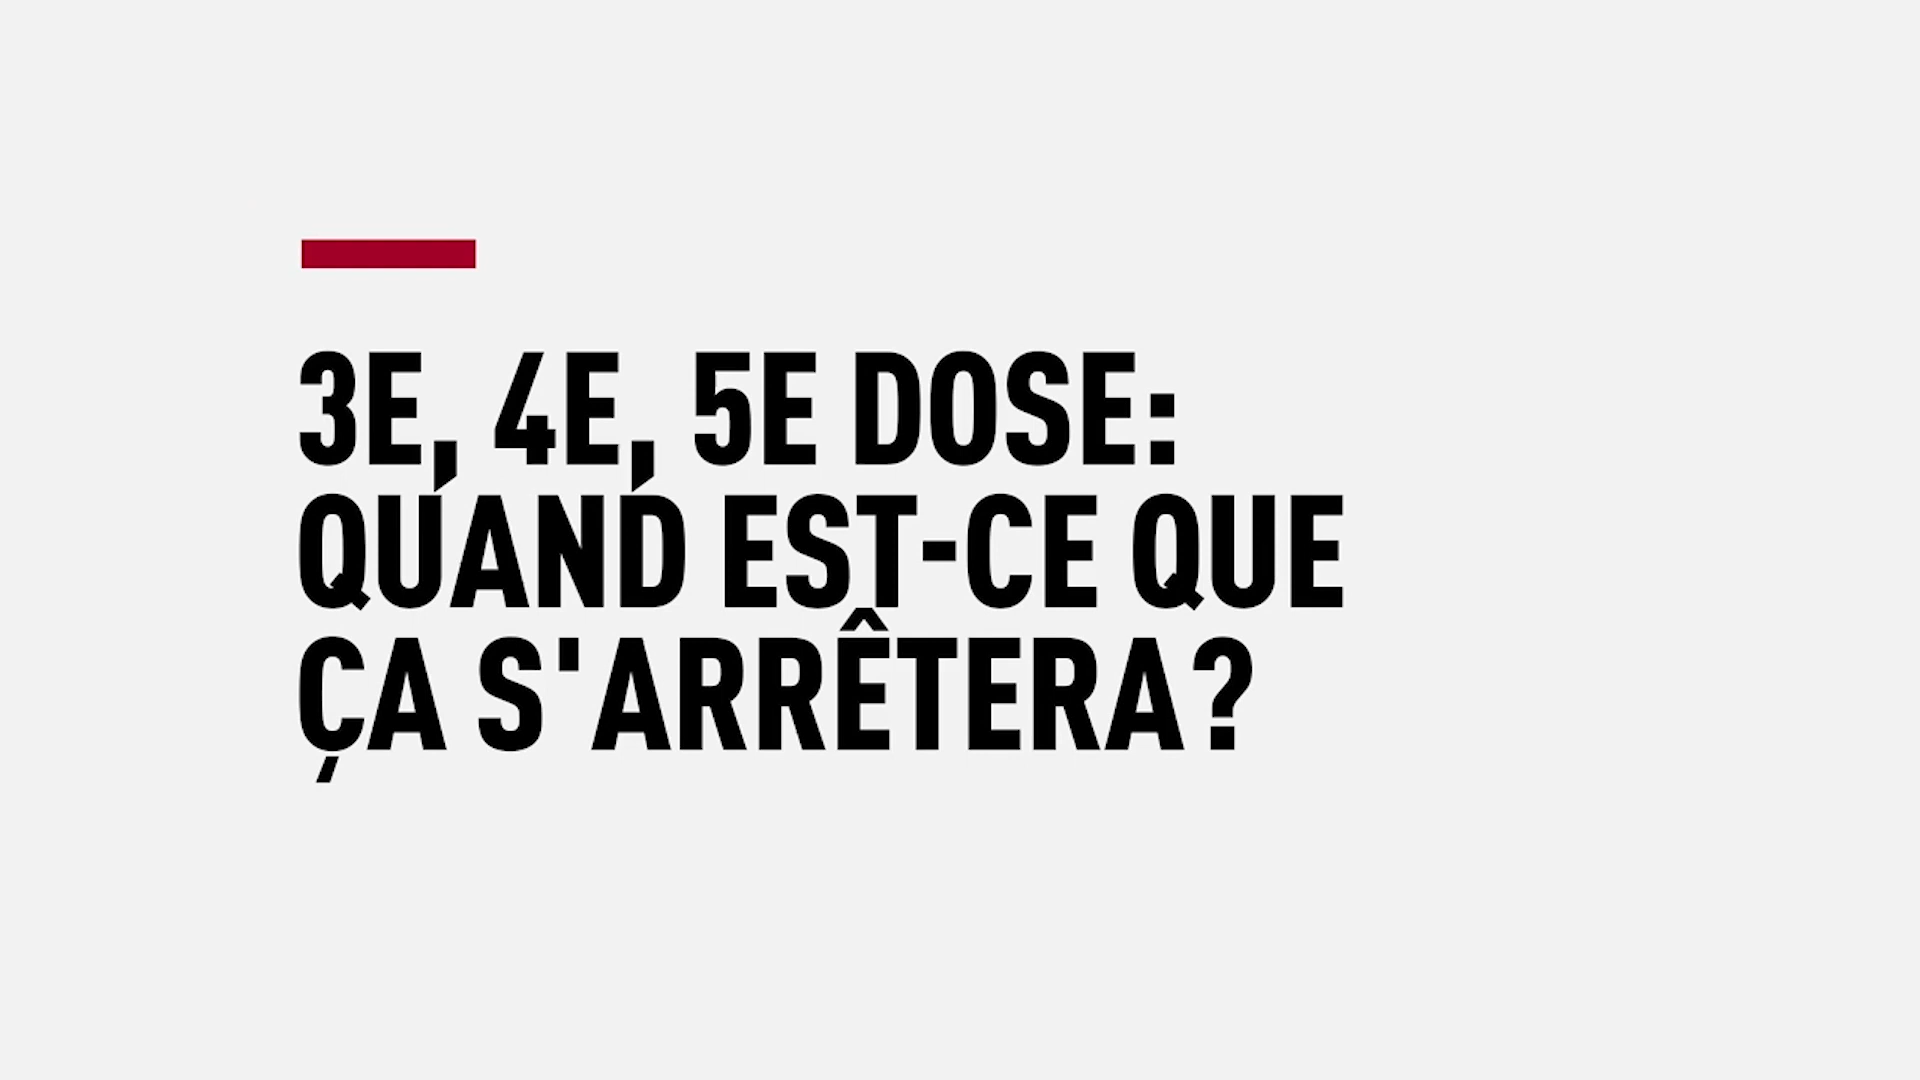 3E, 4E, 5E DOSE:
QUAND EST-CE QUE
ÇA S'ARRÊTERA?